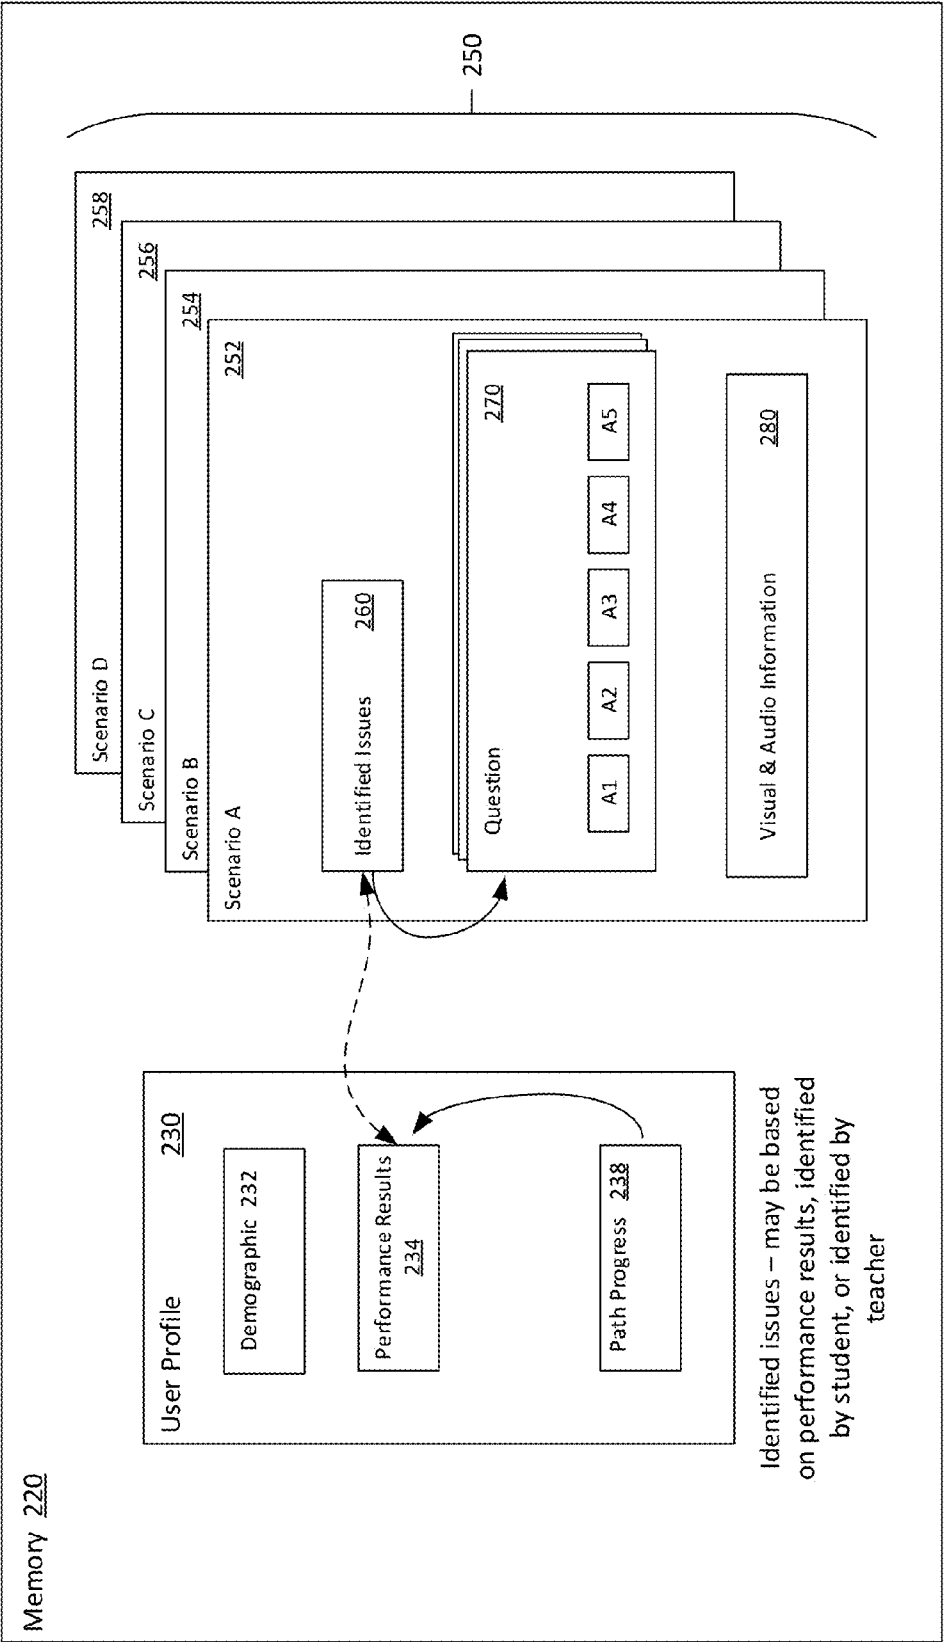 Memory 220
User Profile
230
Demographic 232
Performance Results
234
Path Progress 238
Identified issues – may be based
on performance results, identified
by student, or identified by
teacher
Scenario D
258
Scenario C
256
Scenario B
254
Scenario A
252
Identified Issues
260
Question
270
A1
A2
A3
A4
A5
Visual & Audio Information
280
250